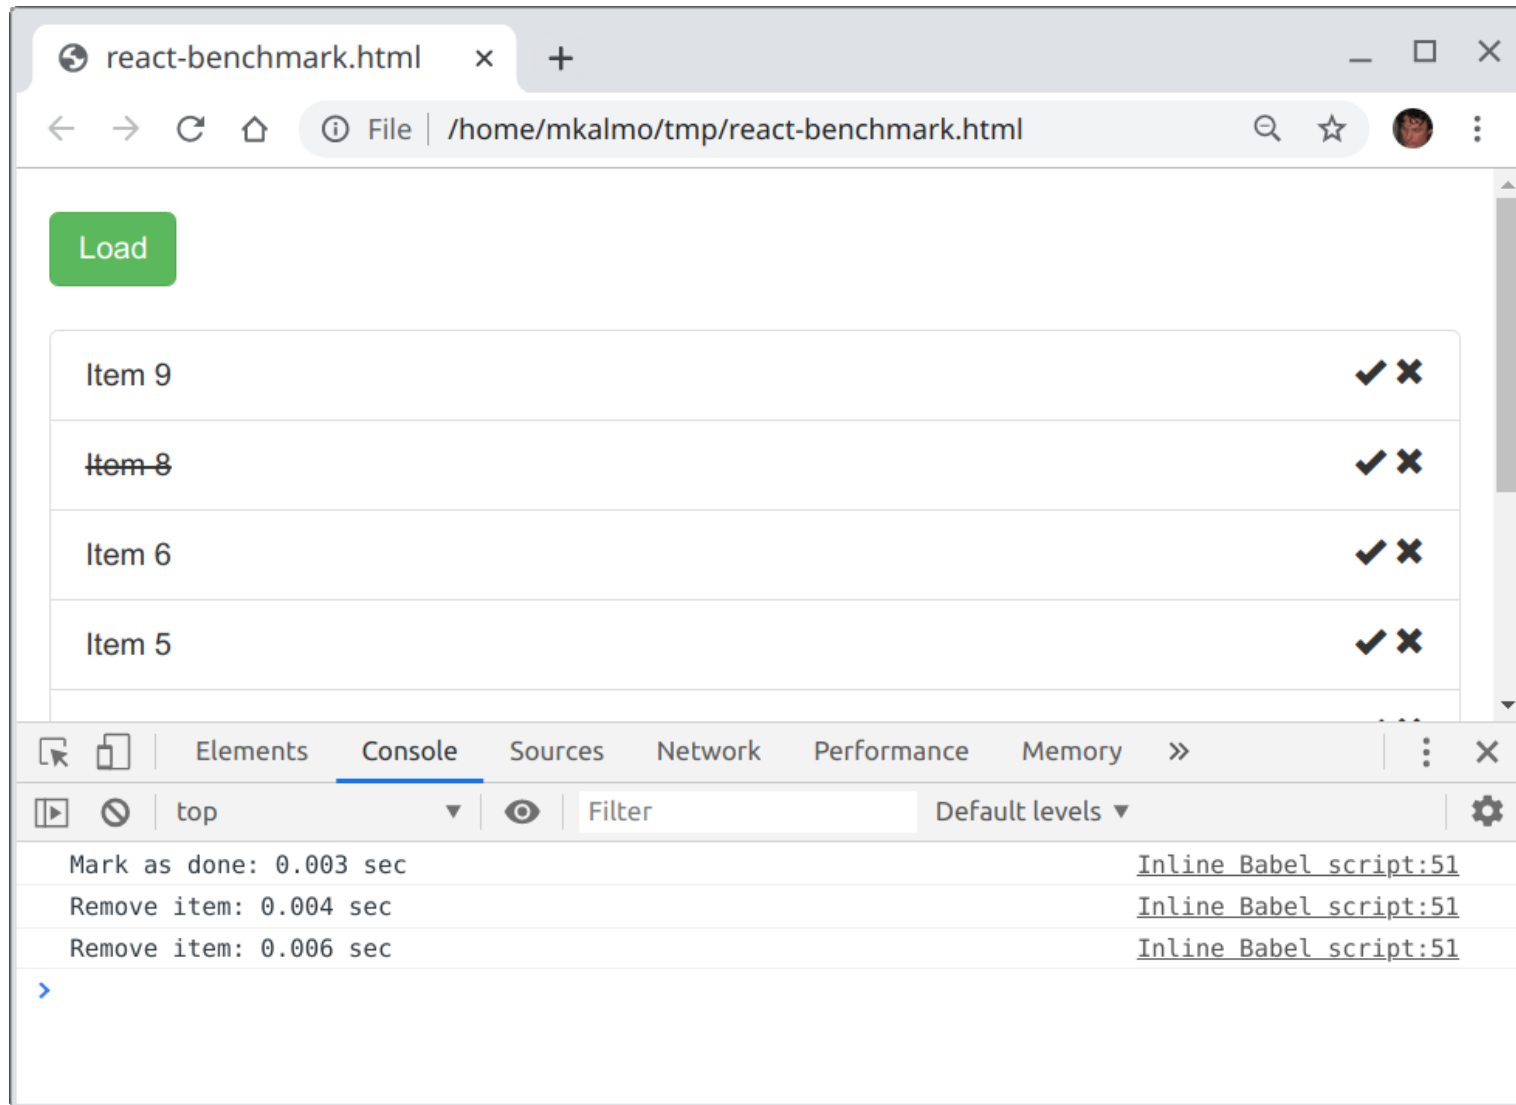 react-benchmark.html
File /home/mkalmo/tmp/react-benchmark.html
Load
Item 9
Item 8
Item 6
Item 5
Elements Console Sources Network Performance Memory
top Filter Default levels
Mark as done: 0.003 sec Inline Babel script:51
Remove item: 0.004 sec Inline Babel script:51
Remove item: 0.006 sec Inline Babel script:51